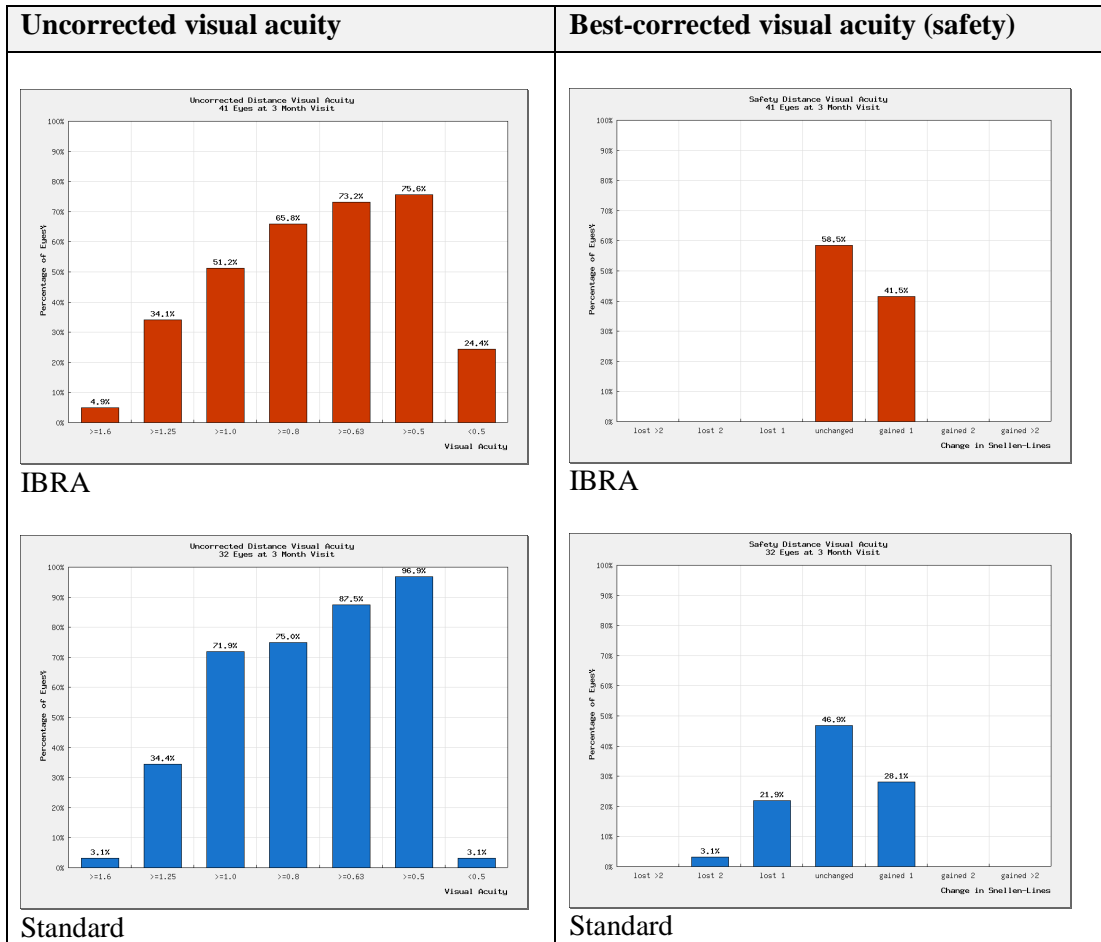 Uncorrected visual acuity
Best-corrected visual acuity (safety)
Uncorrected Distance Visual Acuity
41 Eyes at 3 Month Visit
100%
90%
80%
70%
60%
50%
40%
30%
20%
10%
0%
Percentage of Eyes%
4.9%
34.1%
51.2%
65.8%
73.2%
75.6%
24.4%
>=1.6 >=1.25 >=1.0 >=0.8 >=0.63 >=0.5 <0.5
Visual Acuity
IBRA
Safety Distance Visual Acuity
41 Eyes at 3 Month Visit
100%
90%
80%
70%
60%
50%
40%
30%
20%
10%
0%
Percentage of Eyes%
58.5%
41.5%
lost >2 lost 2 lost 1 unchanged gained 1 gained 2 gained >2
Change in Snellen-Lines
IBRA
Uncorrected Distance Visual Acuity
32 Eyes at 3 Month Visit
100%
90%
80%
70%
60%
50%
40%
30%
20%
10%
0%
Percentage of Eyes%
3.1%
34.4%
71.9%
75.0%
87.5%
96.9%
3.1%
>=1.6 >=1.25 >=1.0 >=0.8 >=0.63 >=0.5 <0.5
Visual Acuity
Standard
Safety Distance Visual Acuity
32 Eyes at 3 Month Visit
100%
90%
80%
70%
60%
50%
40%
30%
20%
10%
0%
Percentage of Eyes%
3.1%
21.9%
46.9%
28.1%
lost >2 lost 2 lost 1 unchanged gained 1 gained 2 gained >2
Change in Snellen-Lines
Standard